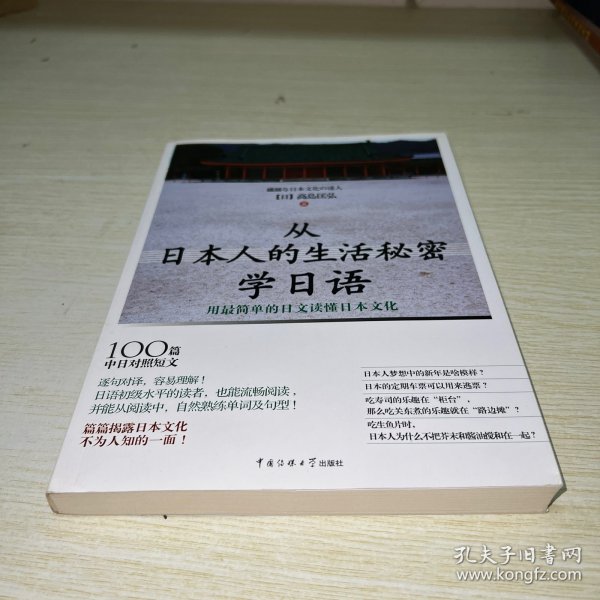 【日】高島匡弘
从
日本人的生活秘密
学日语
用最简单的日文读懂日本文化
100篇
中日对照短文
逐句对译，容易理解！
日语初级水平的读者，也能流畅阅读，
并能从阅读中，自然熟练单词及句型！
篇篇揭露日本文化
不为人知的一面！
日本人梦想中的新年是啥模样？
日本的定期车票可以用来逃票？
吃寿司的乐趣在“柜台”，
那么吃关东煮的乐趣就在“路边摊”？
吃生鱼片时，
日本人为什么不把芥末和酱油搅和在一起？
中国传媒大学出版社
孔夫子旧书网
www.kongfz.com